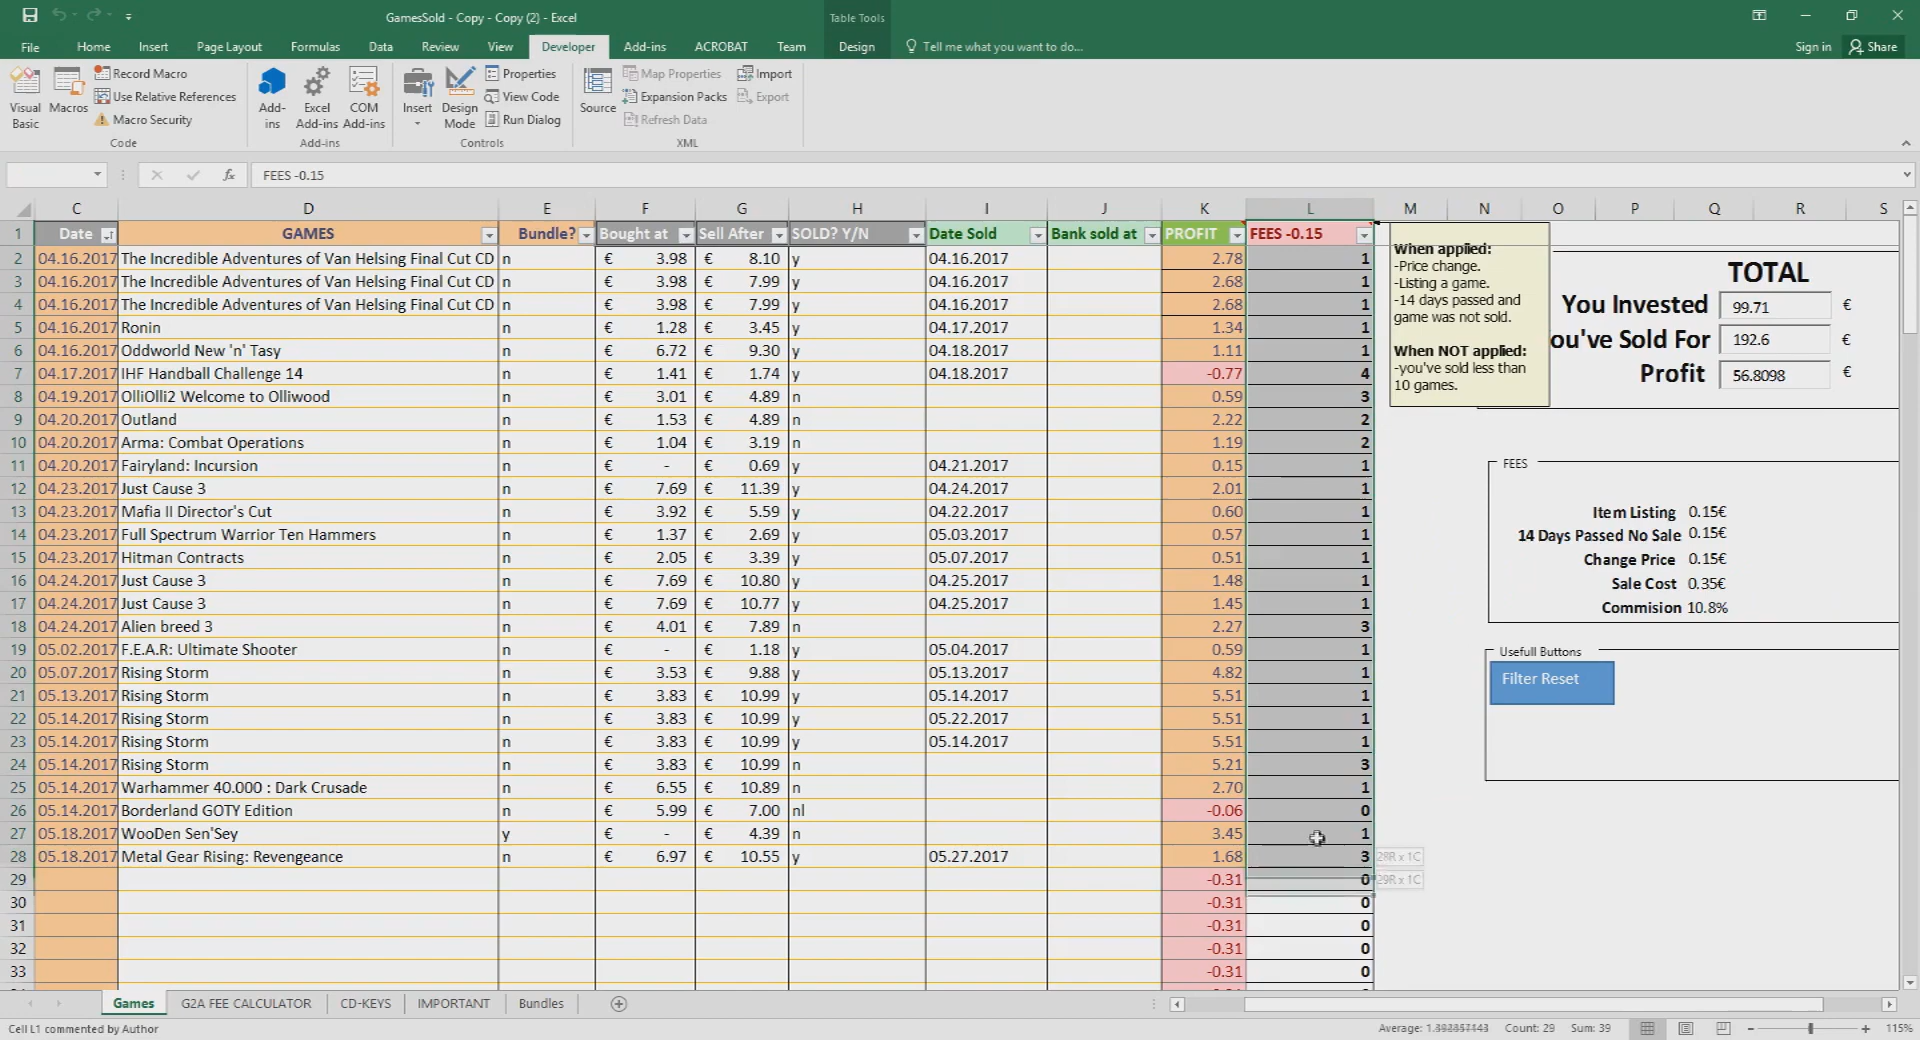 GamesSold - Copy - Copy (2) - Excel
Table Tools
File Home Insert Page Layout Formulas Data Review View Developer Add-ins ACROBAT Team Design Tell me what you want to do... Sign in Share
Visual Basic
Macros
Record Macro
Use Relative References
Macro Security
Code
Add-ins
Excel Add-ins
COM Add-ins
Add-ins
Insert
Design Mode
Properties
View Code
Run Dialog
Controls
Source
Map Properties
Expansion Packs
Refresh Data
Import
Export
XML
fx FEES -0.15
C D E F G H I J K L M N O P Q R S
1 Date GAMES Bundle? Bought at Sell After SOLD? Y/N Date Sold Bank sold at PROFIT FEES -0.15
2 04.16.2017 The Incredible Adventures of Van Helsing Final Cut CD n € 3.98 € 8.10 y 04.16.2017 2.78 1
3 04.16.2017 The Incredible Adventures of Van Helsing Final Cut CD n € 3.98 € 7.99 y 04.16.2017 2.68 1
4 04.16.2017 The Incredible Adventures of Van Helsing Final Cut CD n € 3.98 € 7.99 y 04.16.2017 2.68 1
5 04.16.2017 Ronin n € 1.28 € 3.45 y 04.17.2017 1.34 1
6 04.16.2017 Oddworld New 'n' Tasy n € 6.72 € 9.30 y 04.18.2017 1.11 1
7 04.17.2017 IHF Handball Challenge 14 n € 1.41 € 1.74 y 04.18.2017 -0.77 4
8 04.19.2017 OlliOlli2 Welcome to Olliwood n € 3.01 € 4.89 n 0.59 3
9 04.20.2017 Outland n € 1.53 € 4.89 n 2.22 2
10 04.20.2017 Arma: Combat Operations n € 1.04 € 3.19 n 1.19 2
11 04.20.2017 Fairyland: Incursion n € - € 0.69 y 04.21.2017 0.15 1
12 04.23.2017 Just Cause 3 n € 7.69 € 11.39 y 04.24.2017 2.01 1
13 04.23.2017 Mafia II Director's Cut n € 3.92 € 5.59 y 04.22.2017 0.60 1
14 04.23.2017 Full Spectrum Warrior Ten Hammers n € 1.37 € 2.69 y 05.03.2017 0.57 1
15 04.23.2017 Hitman Contracts n € 2.05 € 3.39 y 05.07.2017 0.51 1
16 04.24.2017 Just Cause 3 n € 7.69 € 10.80 y 04.25.2017 1.48 1
17 04.24.2017 Just Cause 3 n € 7.69 € 10.77 y 04.25.2017 1.45 1
18 04.24.2017 Alien breed 3 n € 4.01 € 7.89 n 2.27 3
19 05.02.2017 F.E.A.R: Ultimate Shooter n € - € 1.18 y 05.04.2017 0.59 1
20 05.07.2017 Rising Storm n € 3.53 € 9.88 y 05.13.2017 4.82 1
21 05.13.2017 Rising Storm n € 3.83 € 10.99 y 05.14.2017 5.51 1
22 05.14.2017 Rising Storm n € 3.83 € 10.99 y 05.22.2017 5.51 1
23 05.14.2017 Rising Storm n € 3.83 € 10.99 y 05.14.2017 5.51 1
24 05.14.2017 Rising Storm n € 3.83 € 10.99 n 5.21 3
25 05.14.2017 Warhammer 40.000 : Dark Crusade n € 6.55 € 10.89 n 2.70 1
26 05.14.2017 Borderland GOTY Edition n € 5.99 € 7.00 nl -0.06 0
27 05.18.2017 WooDen Sen'Sey y € - € 4.39 n 3.45 1
28 05.18.2017 Metal Gear Rising: Revengeance n € 6.97 € 10.55 y 05.27.2017 1.68 3
29 -0.31 0
30 -0.31 0
31 -0.31 0
32 -0.31 0
33 -0.31 0
28R x 1C
29R x 1C
When applied:
-Price change.
-Listing a game.
-14 days passed and
game was not sold.
When NOT applied:
-you've sold less than
10 games.
TOTAL
You Invested 99.71 €
ou've Sold For 192.6 €
Profit 56.8098 €
FEES
Item Listing 0.15€
14 Days Passed No Sale 0.15€
Change Price 0.15€
Sale Cost 0.35€
Commision 10.8%
Usefull Buttons
Filter Reset
Games G2A FEE CALCULATOR CD-KEYS IMPORTANT Bundles
Cell L1 commented by Author Count: 29 Sum: 39 115%